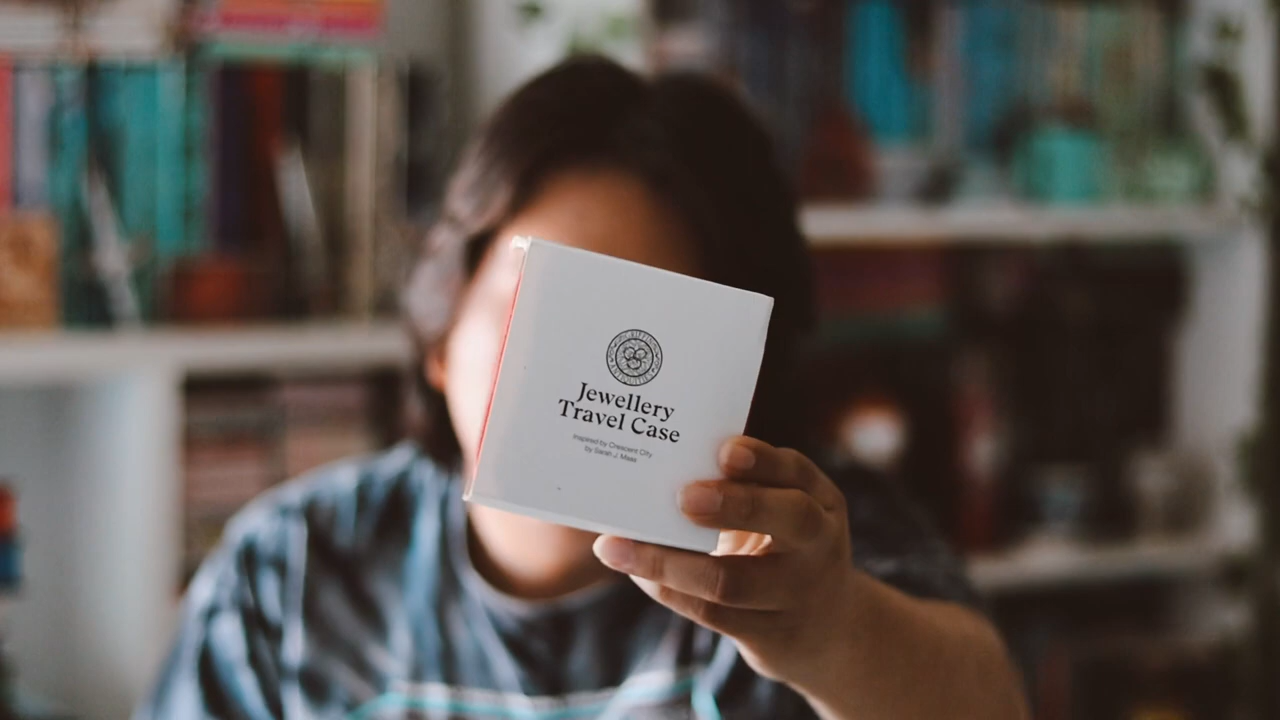 Jewellery
Travel Case
Inspired by Crescent City
by Sarah J. Maas